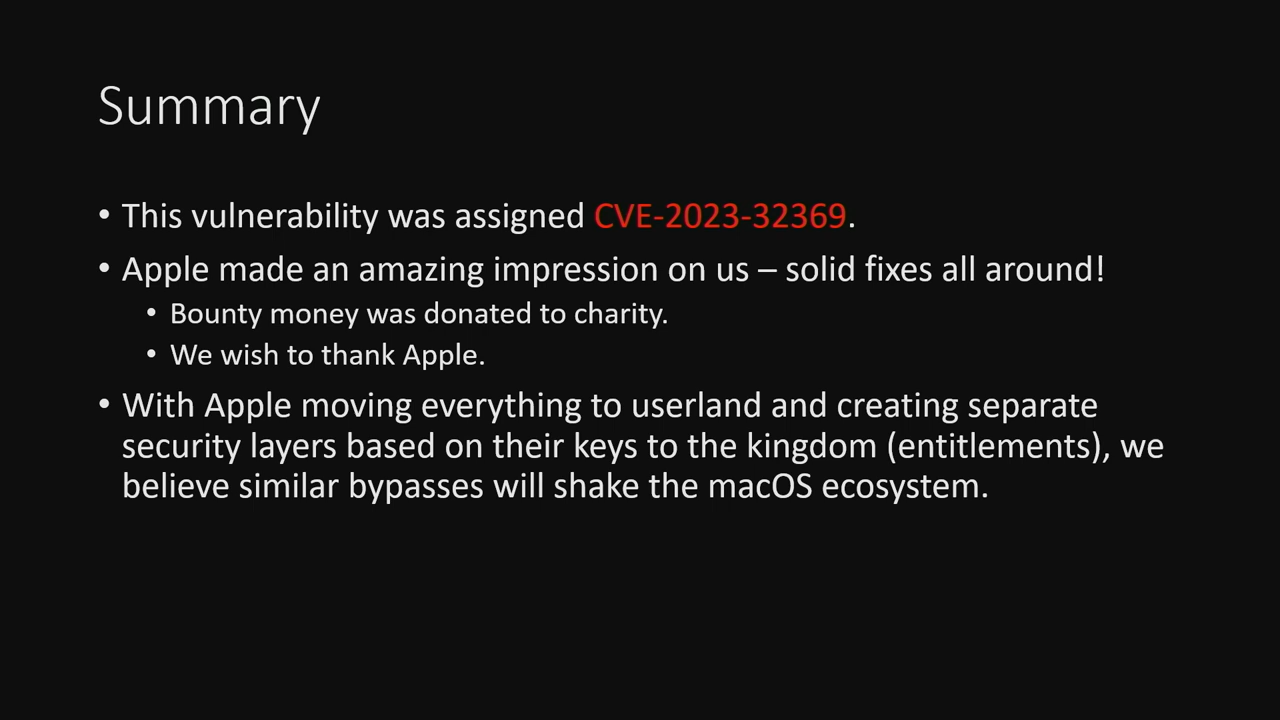 Summary
• This vulnerability was assigned CVE-2023-32369.
• Apple made an amazing impression on us – solid fixes all around!
• Bounty money was donated to charity.
• We wish to thank Apple.
• With Apple moving everything to userland and creating separate
security layers based on their keys to the kingdom (entitlements), we
believe similar bypasses will shake the macOS ecosystem.